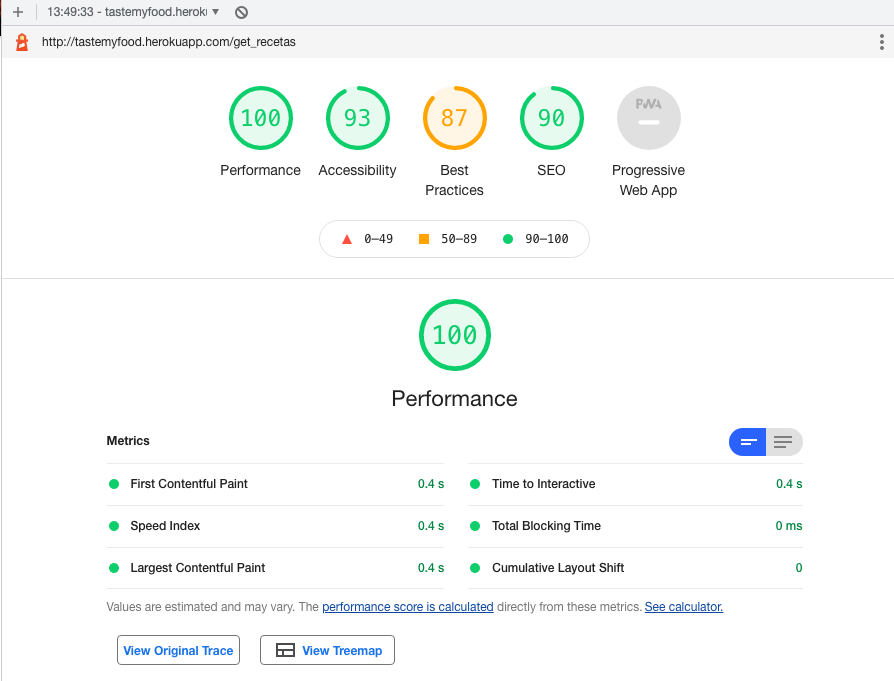 13:49:33 - tastemyfood.heroku
http://tastemyfood.herokuapp.com/get_recetas
100 93 87 90 PWA
Performance Accessibility Best Practices SEO Progressive Web App
0–49 50–89 90–100
100
Performance
Metrics
First Contentful Paint 0.4 s Time to Interactive 0.4 s
Speed Index 0.4 s Total Blocking Time 0 ms
Largest Contentful Paint 0.4 s Cumulative Layout Shift 0
Values are estimated and may vary. The performance score is calculated directly from these metrics. See calculator.
View Original Trace View Treemap